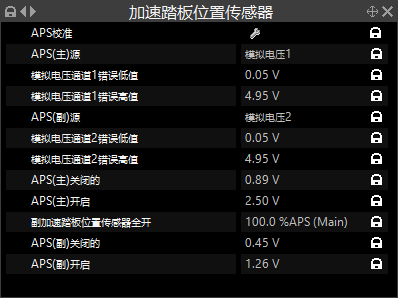 加速踏板位置传感器
APS校准
APS(主)源 模拟电压1
模拟电压通道1错误低值 0.05 V
模拟电压通道1错误高值 4.95 V
APS(副)源 模拟电压2
模拟电压通道2错误低值 0.05 V
模拟电压通道2错误高值 4.95 V
APS(主)关闭的 0.89 V
APS(主)开启 2.50 V
副加速踏板位置传感器全开 100.0 %APS (Main)
APS(副)关闭的 0.45 V
APS(副)开启 1.26 V